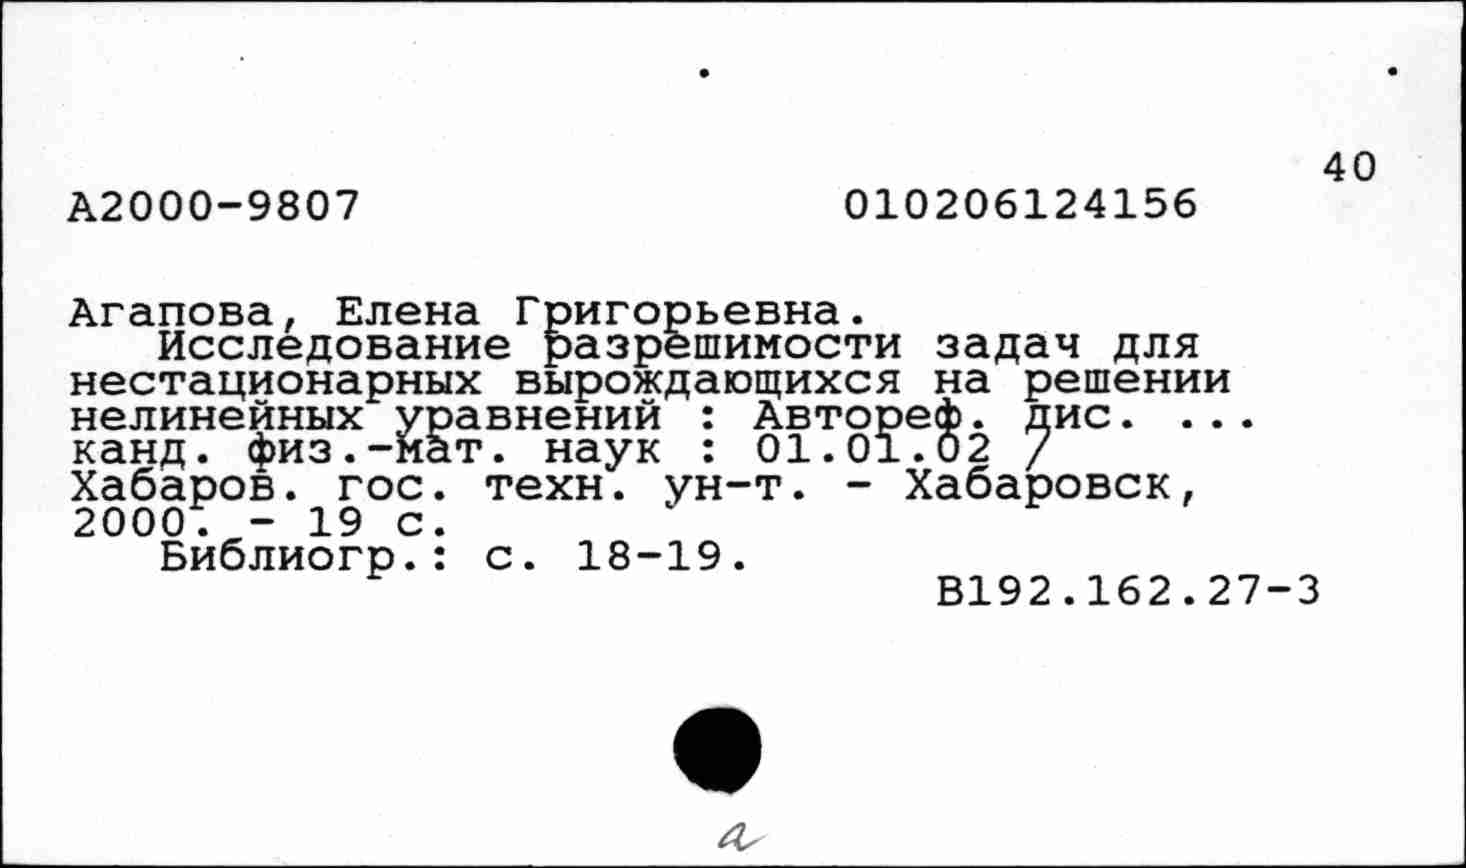 40
А2000-9807 010206124156
Агапова, Елена Григорьевна.
Исследование разрешимости задач для
нестационарных вырождающихся на решении
нелинейных уравнений : Автореф. дис. ...
канд. физ.-мат. наук : 01.01.02 /
Хабаров. гос. техн. ун-т. - Хабаровск,
2000. - 19 с.
Библиогр.: с. 18-19.
В192.162.27-3
а